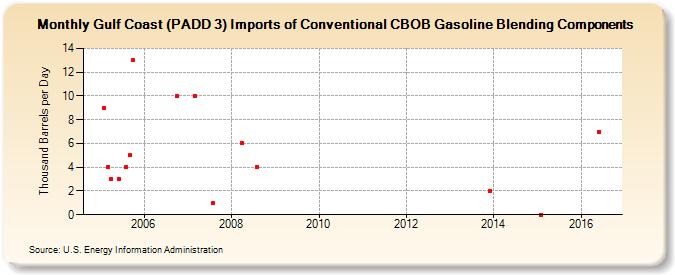 Monthly Gulf Coast (PADD 3) Imports of Conventional CBOB Gasoline Blending Components
Thousand Barrels per Day
14
12
10
8
6
4
2
0
2006 2008 2010 2012 2014 2016
Source: U.S. Energy Information Administration